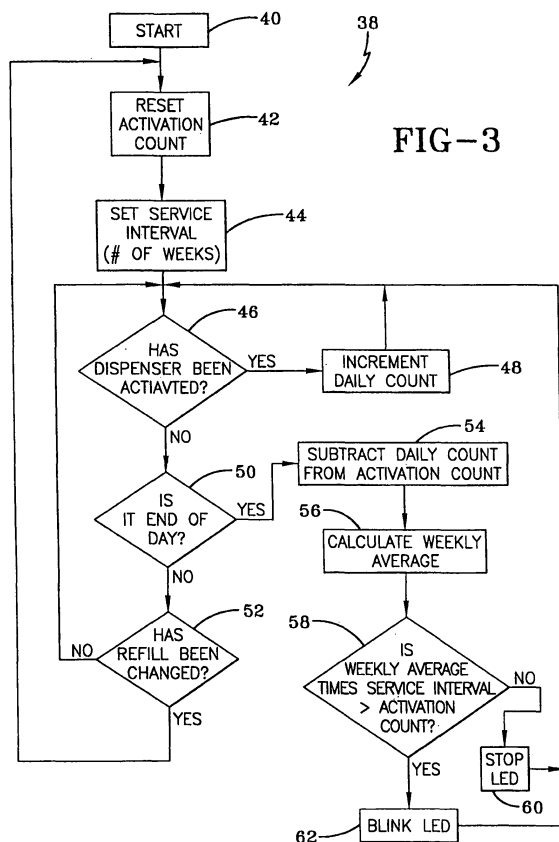 START
40
38
RESET
ACTIVATION
COUNT
42
FIG-3
SET SERVICE
INTERVAL
(# OF WEEKS)
44
46
HAS
DISPENSER BEEN
ACTIAVTED?
YES
INCREMENT
DAILY COUNT
48
NO
50
IS
IT END OF
DAY?
YES
54
SUBTRACT DAILY COUNT
FROM ACTIVATION COUNT
56
CALCULATE WEEKLY
AVERAGE
NO
52
HAS
REFILL BEEN
CHANGED?
NO
YES
58
IS
WEEKLY AVERAGE
TIMES SERVICE INTERVAL
> ACTIVATION
COUNT?
NO
YES
STOP
LED
60
62
BLINK LED